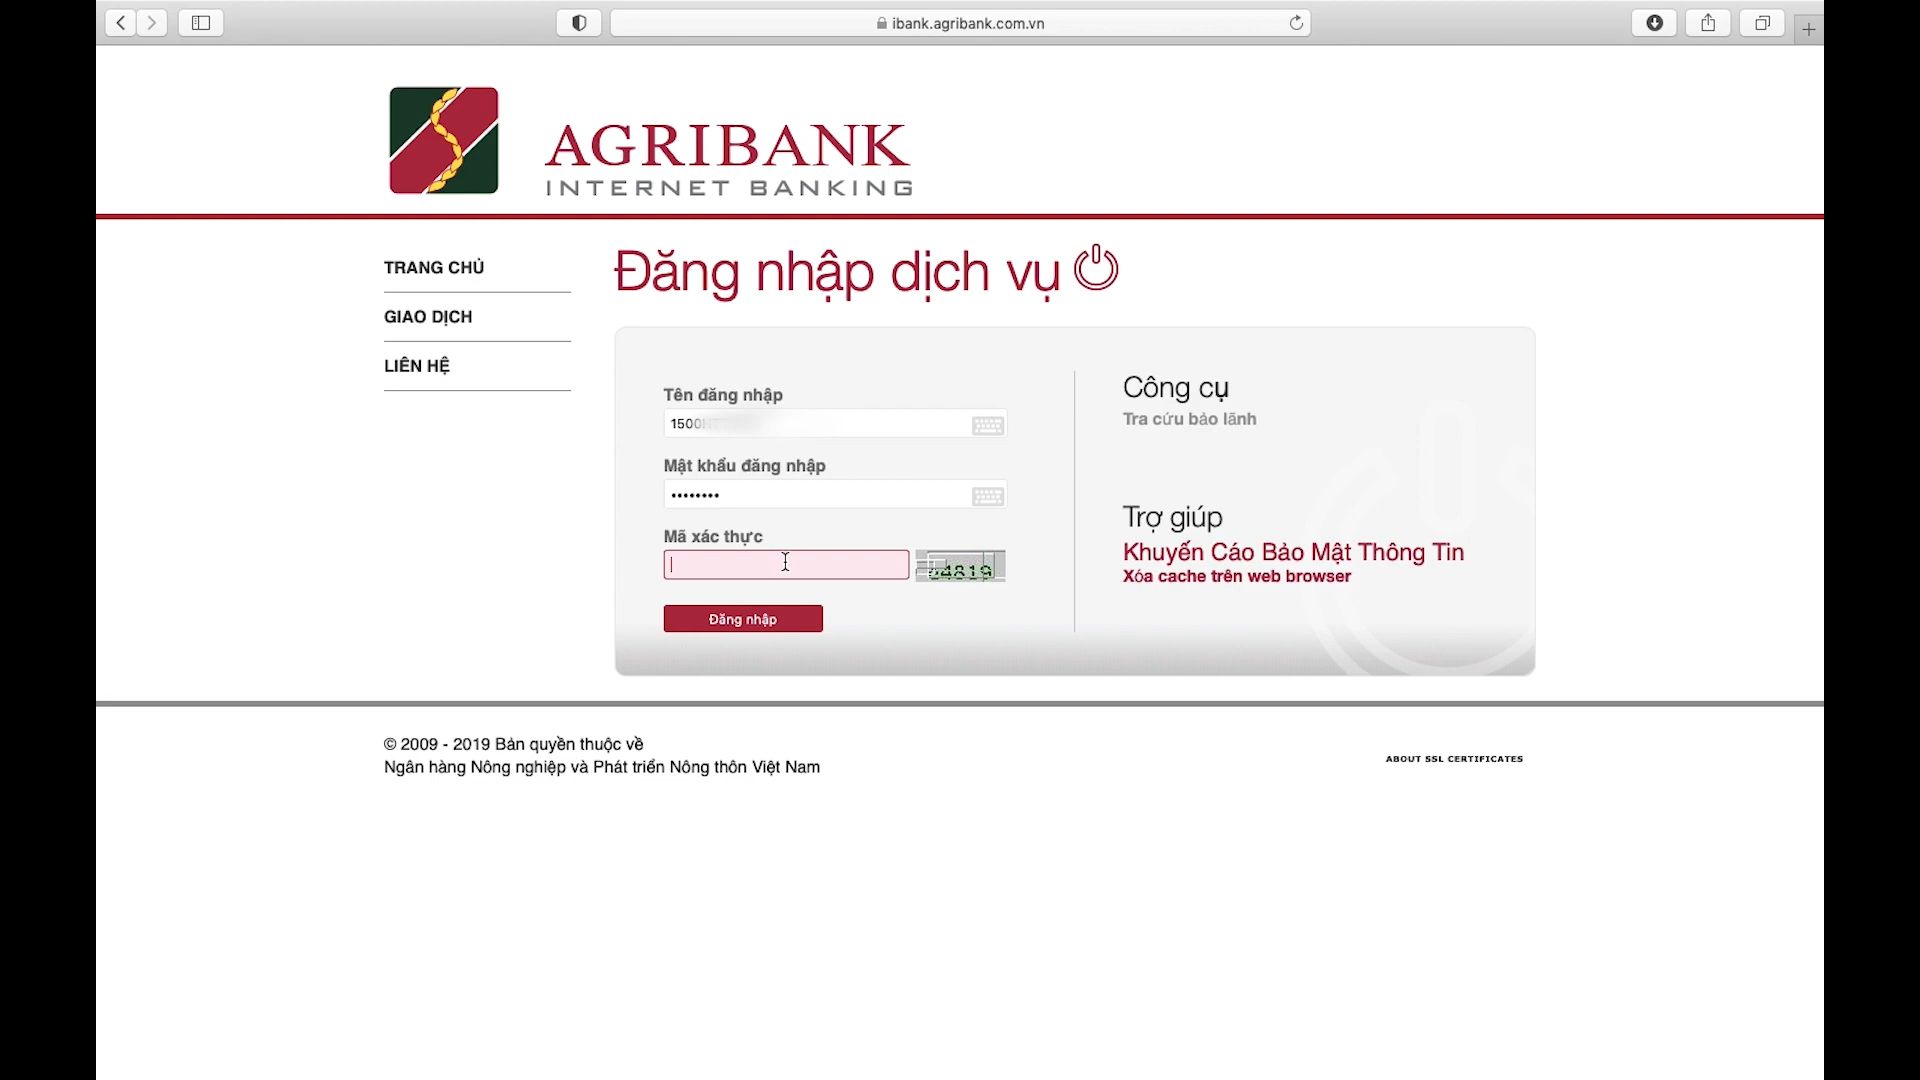 ibank.agribank.com.vn
AGRIBANK
INTERNET BANKING
TRANG CHỦ
GIAO DỊCH
LIÊN HỆ
Đăng nhập dịch vụ
Tên đăng nhập
1500
Mật khẩu đăng nhập
••••••••
Mã xác thực
4819
Đăng nhập
Công cụ
Tra cứu bảo lãnh
Trợ giúp
Khuyến Cáo Bảo Mật Thông Tin
Xóa cache trên web browser
© 2009 - 2019 Bản quyền thuộc về
Ngân hàng Nông nghiệp và Phát triển Nông thôn Việt Nam
ABOUT SSL CERTIFICATES